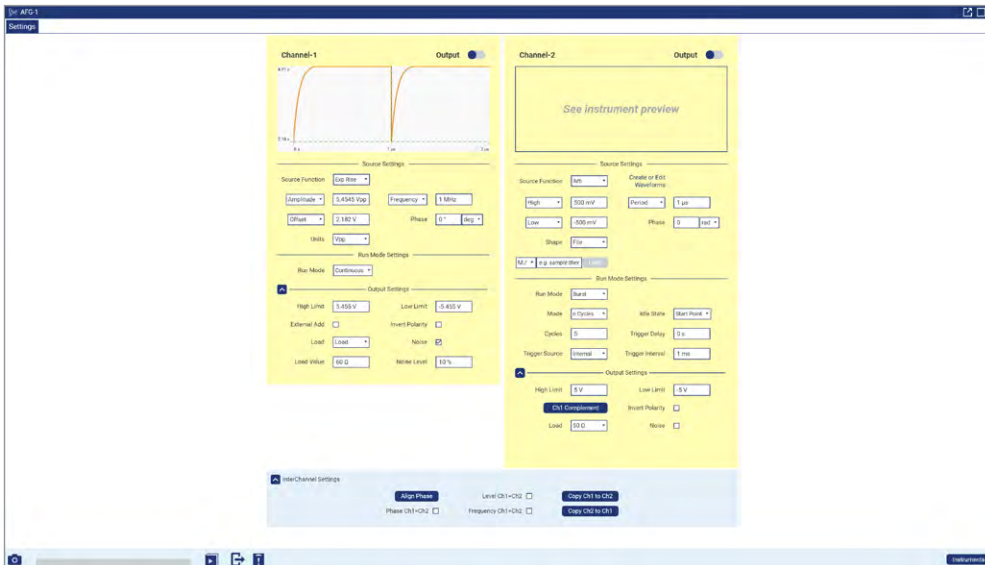 AFG-1
Settings
Channel-1 Output
1 µs
Source Settings
Source Function Exp Rise
Amplitude 5.4545 Vpp Frequency 1 MHz
Offset 2.182 V Phase 0 ° deg
Units Vpp
Run Mode Settings
Run Mode Continuous
Output Settings
High Limit 5.455 V Low Limit -5.455 V
External Add Invert Polarity
Load Load Noise
Load Value 60 Ω Noise Level 10 %
Channel-2 Output
See instrument preview
Source Settings
Source Function Arb Create or Edit
Waveforms
High 500 mV Period 1 µs
Low -500 mV Phase 0 rad
Shape File
M:/ e.g. sample.tfwx
Run Mode Settings
Run Mode Burst
Mode n Cycles Idle State Start Point
Cycles 5 Trigger Delay 0 s
Trigger Source Internal Trigger Interval 1 ms
Output Settings
High Limit 5 V Low Limit -5 V
Ch1 Complement Invert Polarity
Load 50 Ω Noise
InterChannel Settings
Align Phase Level Ch1=Ch2 Copy Ch1 to Ch2
Phase Ch1=Ch2 Frequency Ch1=Ch2 Copy Ch2 to Ch1
Instruments